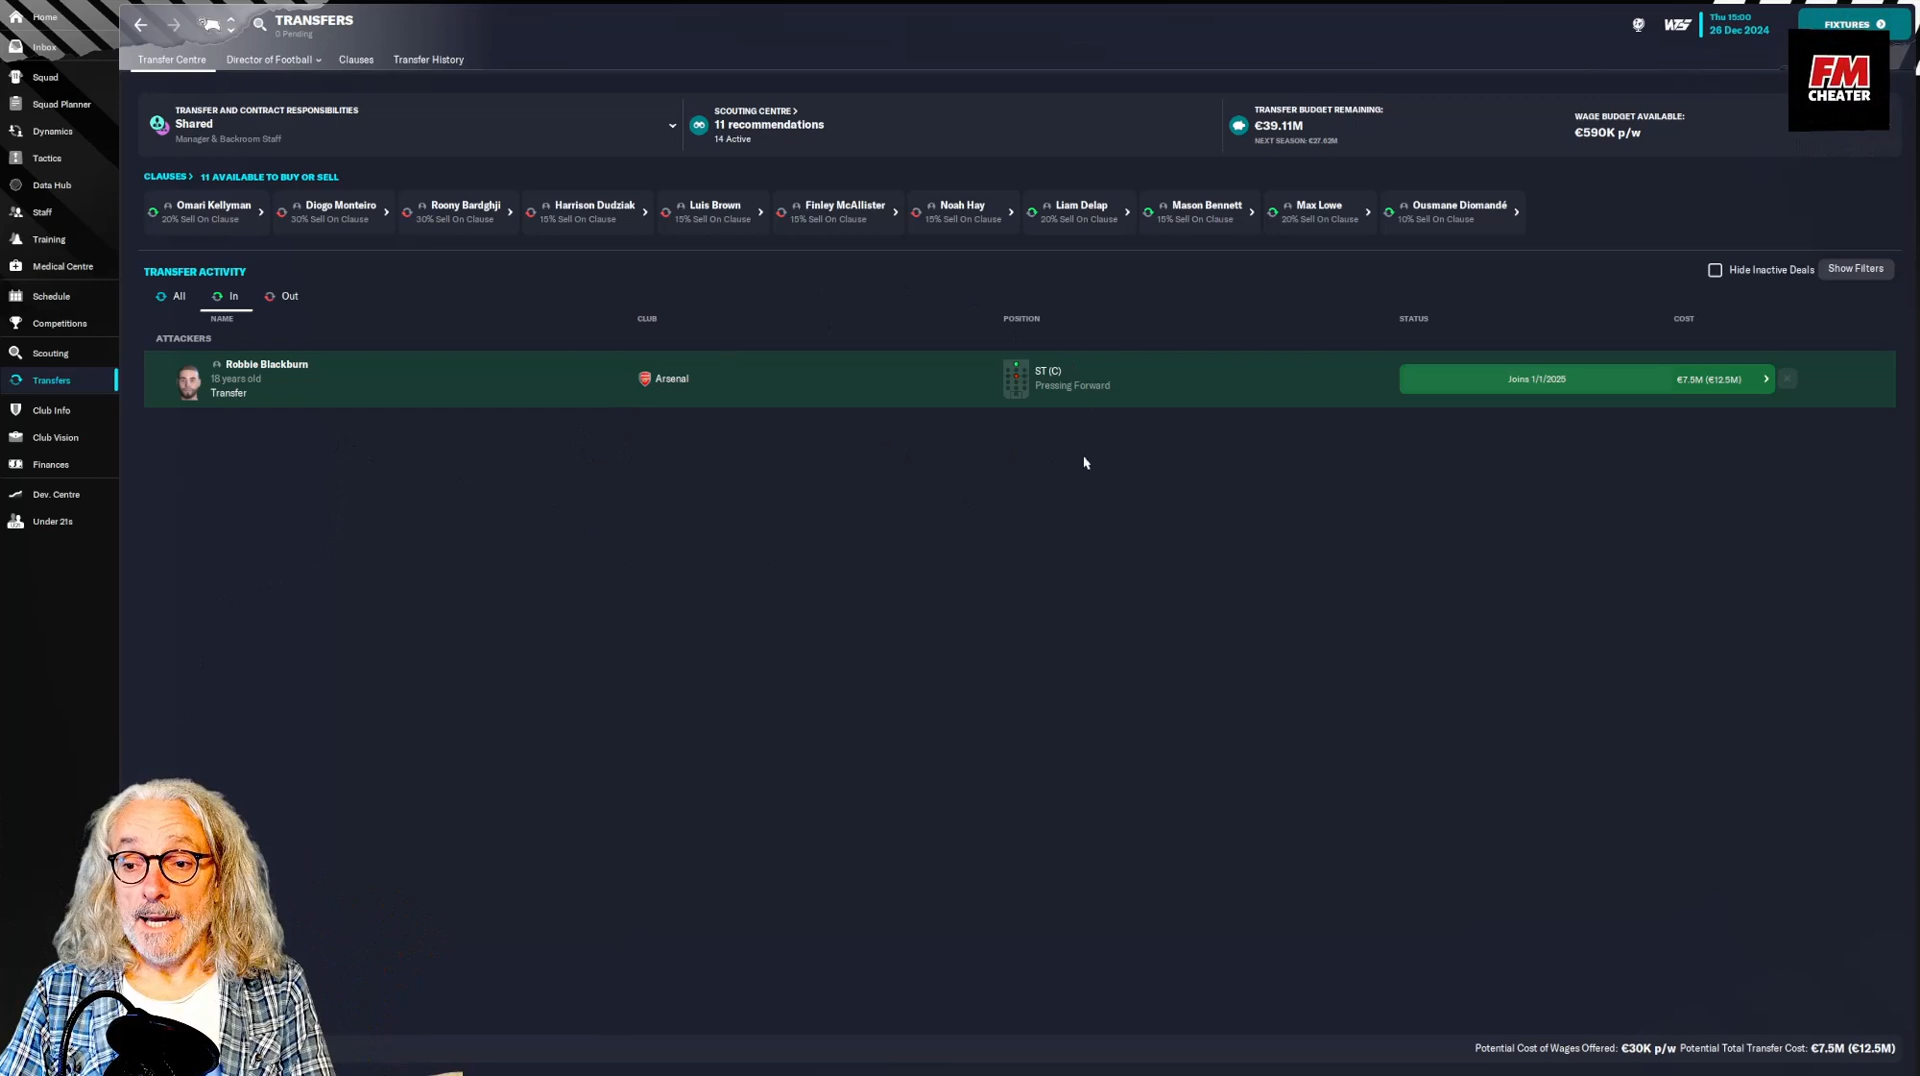 Home
Inbox
Squad
Squad Planner
Dynamics
Tactics
Data Hub
Staff
Training
Medical Centre
Schedule
Competitions
Scouting
Transfers
Club Info
Club Vision
Finances
Dev. Centre
Under 21s
TRANSFERS
0 Pending
Thu 15:00
26 Dec 2024
FIXTURES
FM
CHEATER
Transfer Centre
Director of Football
Clauses
Transfer History
TRANSFER AND CONTRACT RESPONSIBILITIES
Shared
Manager & Backroom Staff
SCOUTING CENTRE >
11 recommendations
14 Active
TRANSFER BUDGET REMAINING:
€39.11M
NEXT SEASON: €27.62M
WAGE BUDGET AVAILABLE:
€590K p/w
CLAUSES > 11 AVAILABLE TO BUY OR SELL
Omari Kellyman
20% Sell On Clause
Diogo Monteiro
30% Sell On Clause
Roony Bardghji
30% Sell On Clause
Harrison Dudziak
15% Sell On Clause
Luis Brown
15% Sell On Clause
Finley McAllister
15% Sell On Clause
Noah Hay
15% Sell On Clause
Liam Delap
20% Sell On Clause
Mason Bennett
15% Sell On Clause
Max Lowe
20% Sell On Clause
Ousmane Diomandé
10% Sell On Clause
TRANSFER ACTIVITY
Hide Inactive Deals
Show Filters
All
In
Out
NAME CLUB POSITION STATUS COST
ATTACKERS
Robbie Blackburn
18 years old
Transfer
Arsenal
ST (C)
Pressing Forward
Joins 1/1/2025
€7.5M (€12.5M)
Potential Cost of Wages Offered: €30K p/w Potential Total Transfer Cost: €7.5M (€12.5M)